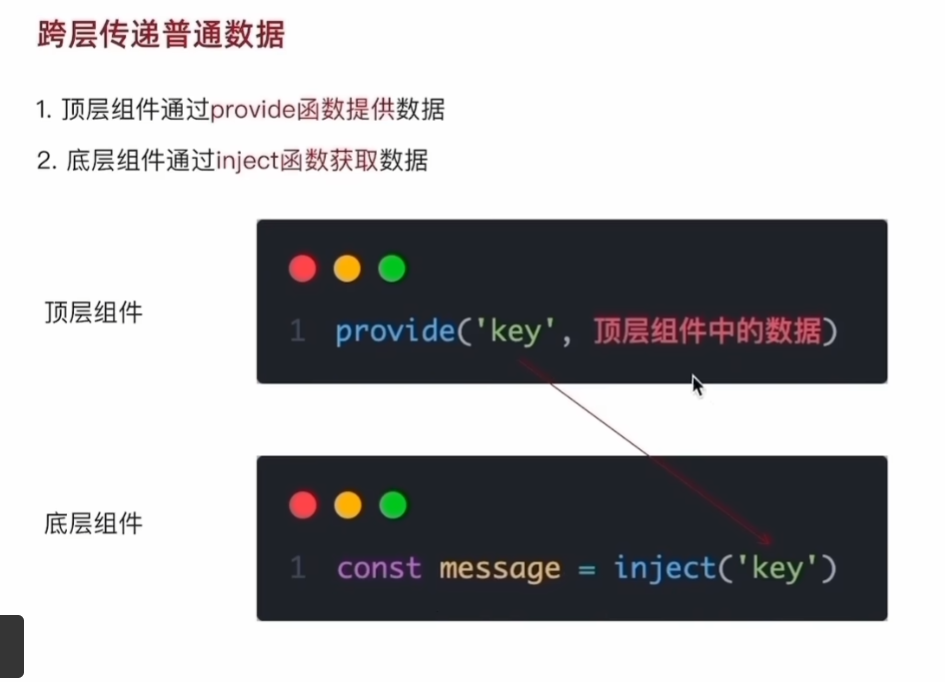 跨层传递普通数据
1. 顶层组件通过provide函数提供数据
2. 底层组件通过inject函数获取数据
顶层组件
1 provide('key', 顶层组件中的数据)
底层组件
1 const message = inject('key')